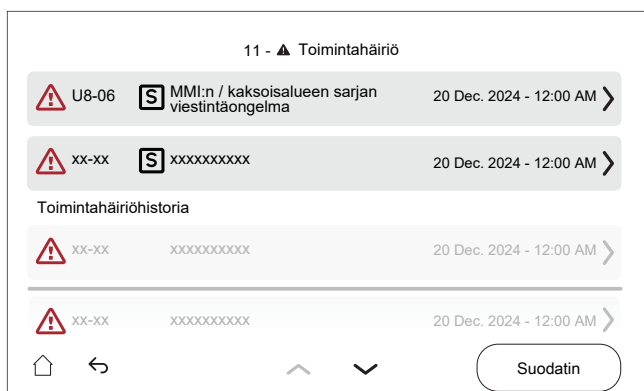 11 - ⚠ Toimintahäiriö
U8-06 S MMI:n / kaksoisalueen sarjan viestintäongelma 20 Dec. 2024 - 12:00 AM
xx-xx S xxxxxxxxxx 20 Dec. 2024 - 12:00 AM
Toimintahäiriöhistoria
xx-xx xxxxxxxxxx 20 Dec. 2024 - 12:00 AM
xx-xx xxxxxxxxxx 20 Dec. 2024 - 12:00 AM
Suodatin